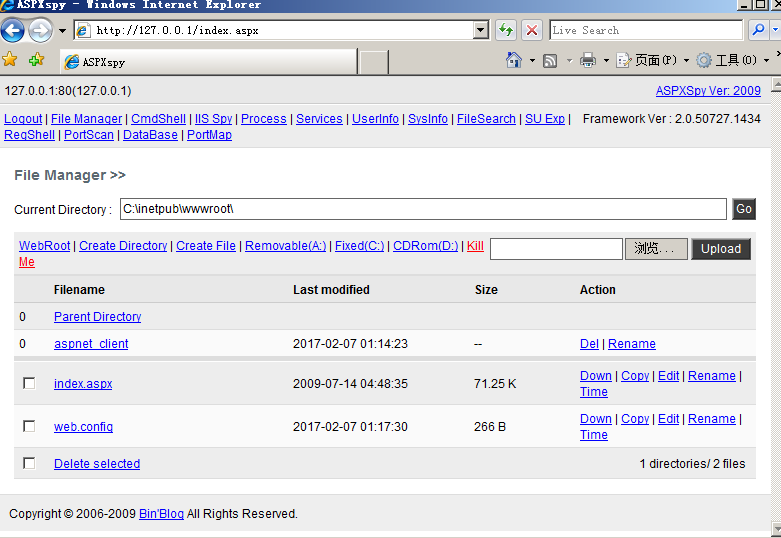 ASPXspy - Windows Internet Explorer
http://127.0.0.1/index.aspx
Live Search
ASPXspy
页面(P)
工具(O)
127.0.0.1:80(127.0.0.1)
ASPXSpy Ver: 2009
Logout | File Manager | CmdShell | IIS Spy | Process | Services | UserInfo | SysInfo | FileSearch | SU Exp |
Framework Ver : 2.0.50727.1434
RegShell | PortScan | DataBase | PortMap
File Manager >>
Current Directory : C:\inetpub\wwwroot\ Go
WebRoot | Create Directory | Create File | Removable(A:) | Fixed(C:) | CDRom(D:) | Kill
Me
浏览... Upload
Filename Last modified Size Action
0 Parent Directory
0 aspnet_client 2017-02-07 01:14:23 -- Del | Rename
index.aspx 2009-07-14 04:48:35 71.25 K Down | Copy | Edit | Rename |
Time
web.config 2017-02-07 01:17:30 266 B Down | Copy | Edit | Rename |
Time
Delete selected 1 directories/ 2 files
Copyright © 2006-2009 Bin'Blog All Rights Reserved.